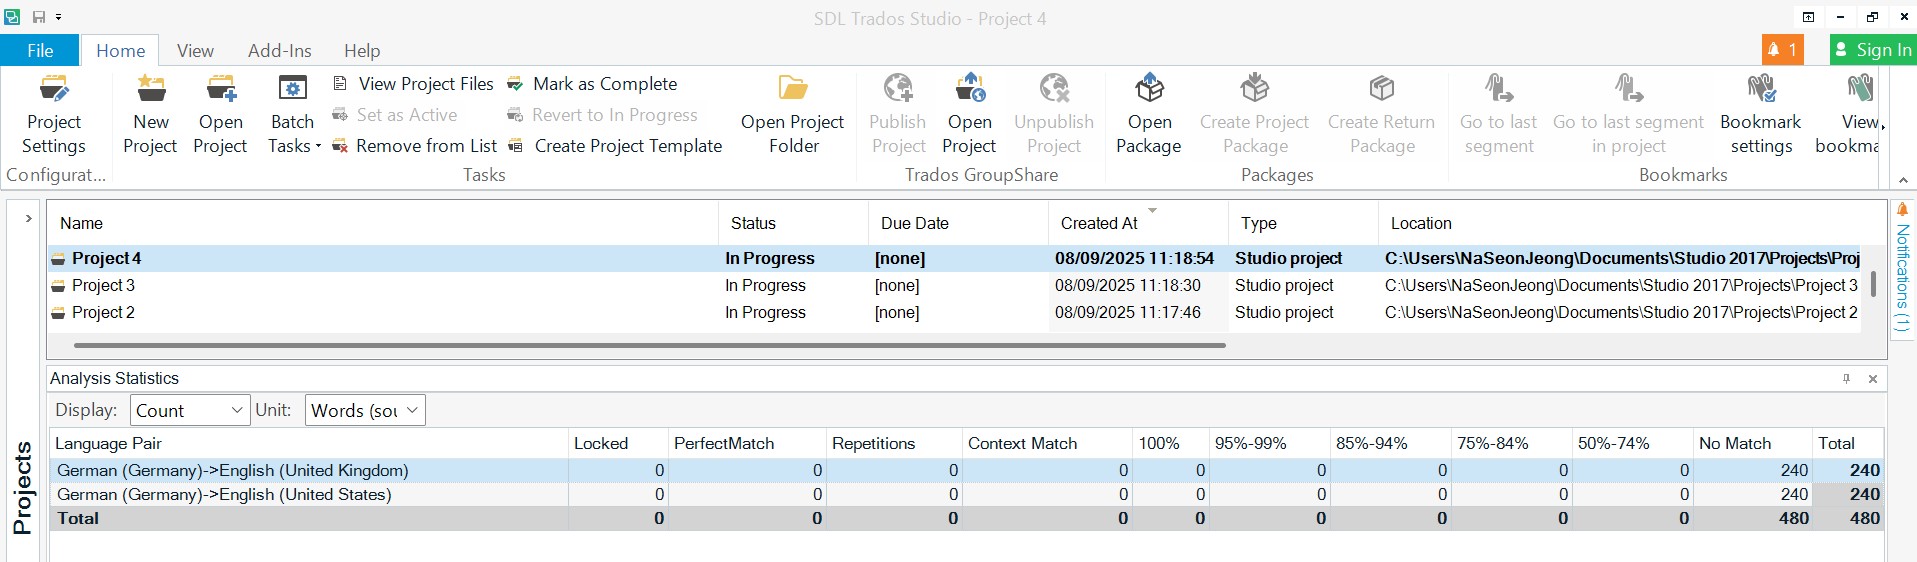 SDL Trados Studio - Project 4
File Home View Add-Ins Help 1 Sign In
Project Settings
New Project
Open Project
Batch Tasks
View Project Files
Set as Active
Remove from List
Mark as Complete
Revert to In Progress
Create Project Template
Open Project Folder
Publish Project
Open Project
Unpublish Project
Open Package
Create Project Package
Create Return Package
Go to last segment
Go to last segment in project
Bookmark settings
View bookma
Configurat... Tasks Trados GroupShare Packages Bookmarks
Projects
Notifications (1)
Name Status Due Date Created At Type Location
Project 4 In Progress [none] 08/09/2025 11:18:54 Studio project C:\Users\NaSeonJeong\Documents\Studio 2017\Projects\Proj
Project 3 In Progress [none] 08/09/2025 11:18:30 Studio project C:\Users\NaSeonJeong\Documents\Studio 2017\Projects\Project 3
Project 2 In Progress [none] 08/09/2025 11:17:46 Studio project C:\Users\NaSeonJeong\Documents\Studio 2017\Projects\Project 2
Analysis Statistics
Display: Count Unit: Words (sou
Language Pair Locked PerfectMatch Repetitions Context Match 100% 95%-99% 85%-94% 75%-84% 50%-74% No Match Total
German (Germany)->English (United Kingdom) 0 0 0 0 0 0 0 0 0 240 240
German (Germany)->English (United States) 0 0 0 0 0 0 0 0 0 240 240
Total 0 0 0 0 0 0 0 0 0 480 480